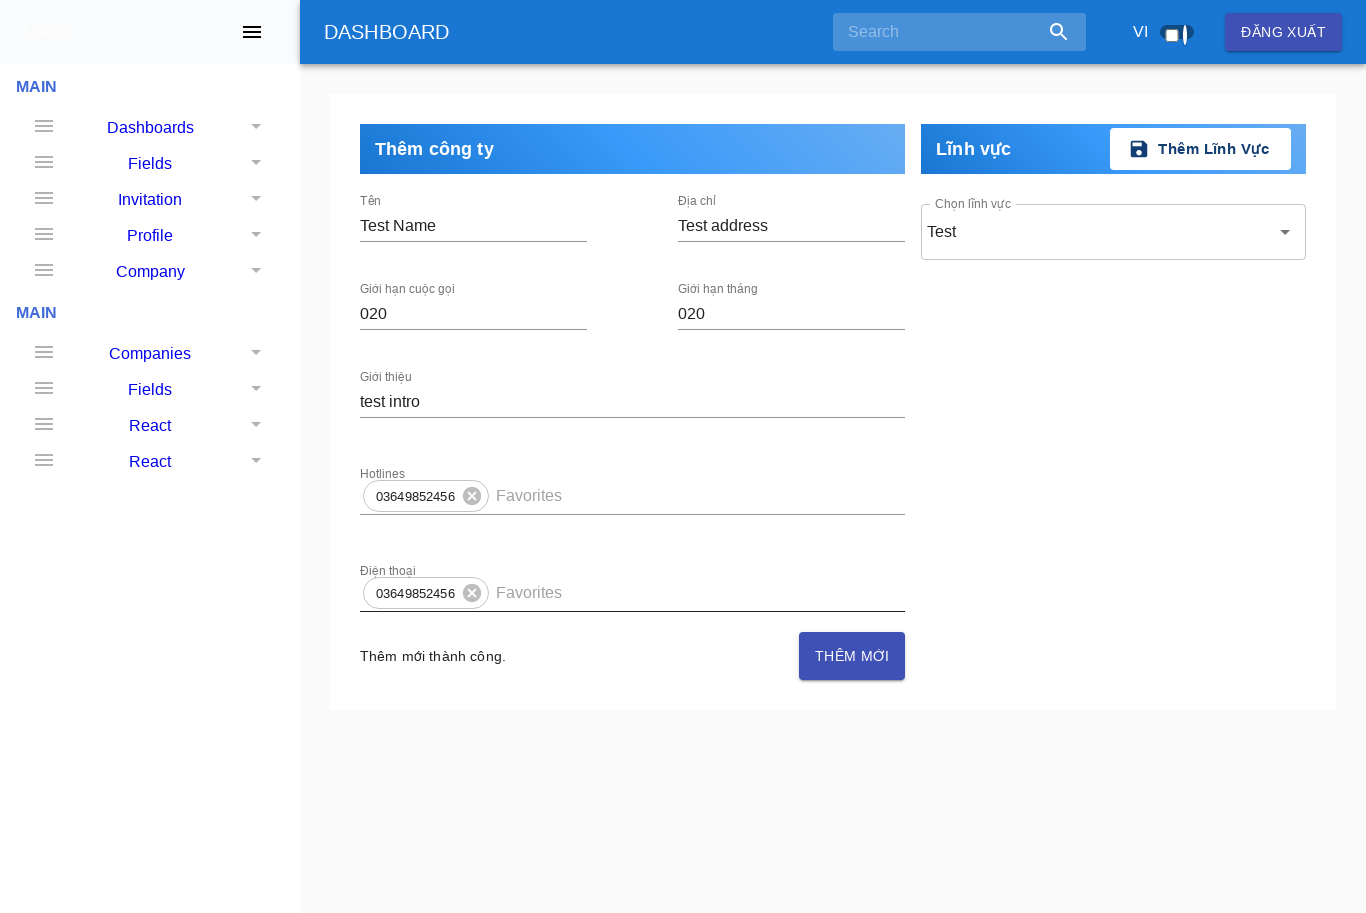 LOGO
DASHBOARD
Search
VI
ĐĂNG XUẤT
MAIN
Dashboards
Fields
Invitation
Profile
Company
MAIN
Companies
Fields
React
React
Thêm công ty
Tên
Test Name
Địa chỉ
Test address
Giới hạn cuộc gọi
020
Giới hạn tháng
020
Giới thiệu
test intro
Hotlines
03649852456
Favorites
Điện thoại
03649852456
Favorites
Thêm mới thành công.
THÊM MỚI
Lĩnh vực
Thêm Lĩnh Vực
Chọn lĩnh vực
Test